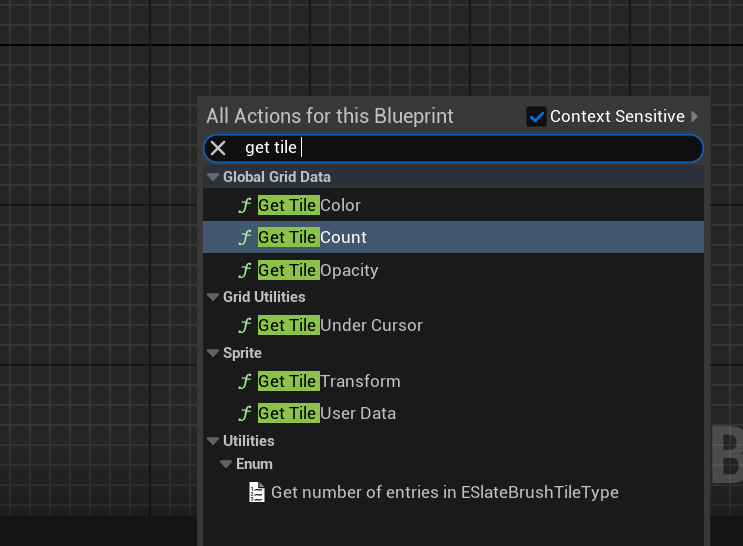 All Actions for this Blueprint Context Sensitive
get tile
Global Grid Data
Get Tile Color
Get Tile Count
Get Tile Opacity
Grid Utilities
Get Tile Under Cursor
Sprite
Get Tile Transform
Get Tile User Data
Utilities
Enum
Get number of entries in ESlateBrushTileType
B